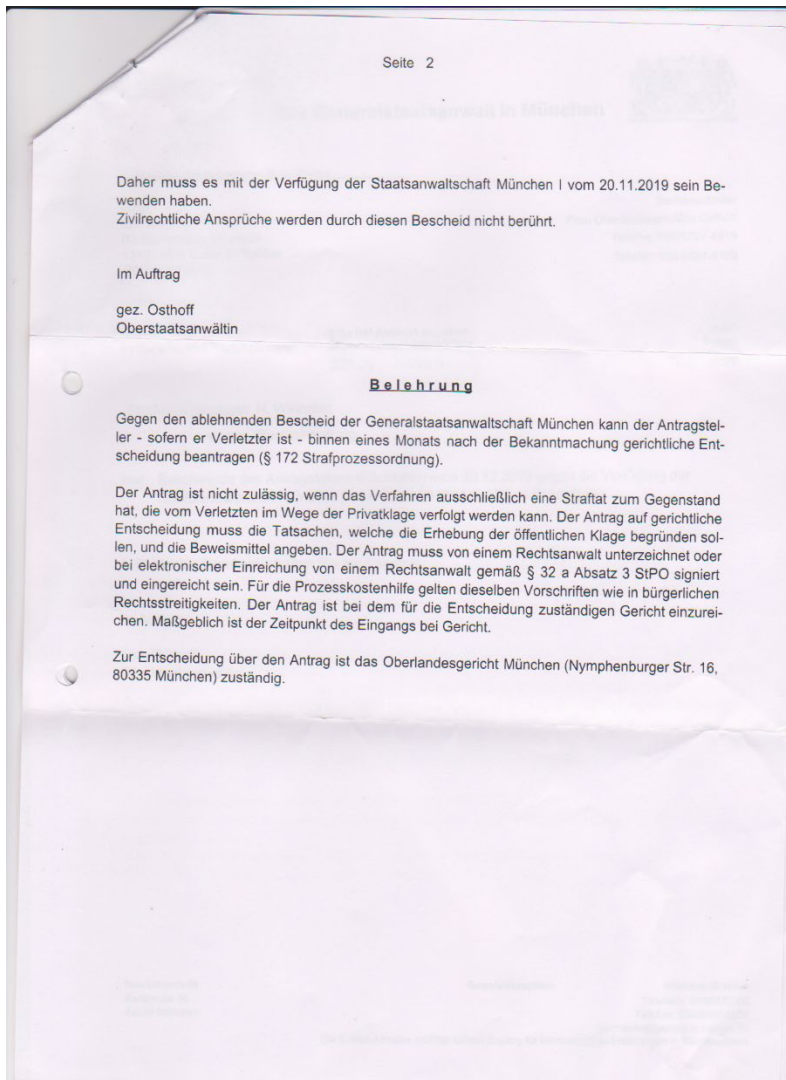 Seite 2
Daher muss es mit der Verfügung der Staatsanwaltschaft München I vom 20.11.2019 sein Be-
wenden haben.
Zivilrechtliche Ansprüche werden durch diesen Bescheid nicht berührt.
Im Auftrag
gez. Osthoff
Oberstaatsanwältin
Belehrung
Gegen den ablehnenden Bescheid der Generalstaatsanwaltschaft München kann der Antragstel-
ler - sofern er Verletzter ist - binnen eines Monats nach der Bekanntmachung gerichtliche Ent-
scheidung beantragen (§ 172 Strafprozessordnung).
Der Antrag ist nicht zulässig, wenn das Verfahren ausschließlich eine Straftat zum Gegenstand
hat, die vom Verletzten im Wege der Privatklage verfolgt werden kann. Der Antrag auf gerichtliche
Entscheidung muss die Tatsachen, welche die Erhebung der öffentlichen Klage begründen sol-
len, und die Beweismittel angeben. Der Antrag muss von einem Rechtsanwalt unterzeichnet oder
bei elektronischer Einreichung von einem Rechtsanwalt gemäß § 32 a Absatz 3 StPO signiert
und eingereicht sein. Für die Prozesskostenhilfe gelten dieselben Vorschriften wie in bürgerlichen
Rechtsstreitigkeiten. Der Antrag ist bei dem für die Entscheidung zuständigen Gericht einzurei-
chen. Maßgeblich ist der Zeitpunkt des Eingangs bei Gericht.
Zur Entscheidung über den Antrag ist das Oberlandesgericht München (Nymphenburger Str. 16,
80335 München) zuständig.